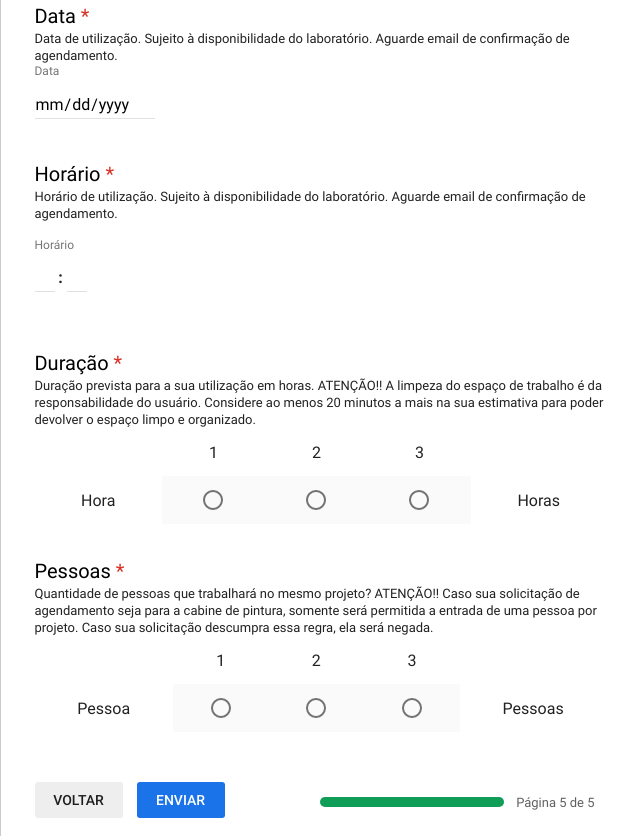 Data *
Data de utilização. Sujeito à disponibilidade do laboratório. Aguarde email de confirmação de
agendamento.
Data
mm/dd/yyyy
Horário *
Horário de utilização. Sujeito à disponibilidade do laboratório. Aguarde email de confirmação de
agendamento.
Horário
:
Duração *
Duração prevista para a sua utilização em horas. ATENÇÃO!! A limpeza do espaço de trabalho é da
responsabilidade do usuário. Considere ao menos 20 minutos a mais na sua estimativa para poder
devolver o espaço limpo e organizado.
1 2 3
Hora Horas
Pessoas *
Quantidade de pessoas que trabalhará no mesmo projeto? ATENÇÃO!! Caso sua solicitação de
agendamento seja para a cabine de pintura, somente será permitida a entrada de uma pessoa por
projeto. Caso sua solicitação descumpra essa regra, ela será negada.
1 2 3
Pessoa Pessoas
VOLTAR ENVIAR Página 5 de 5